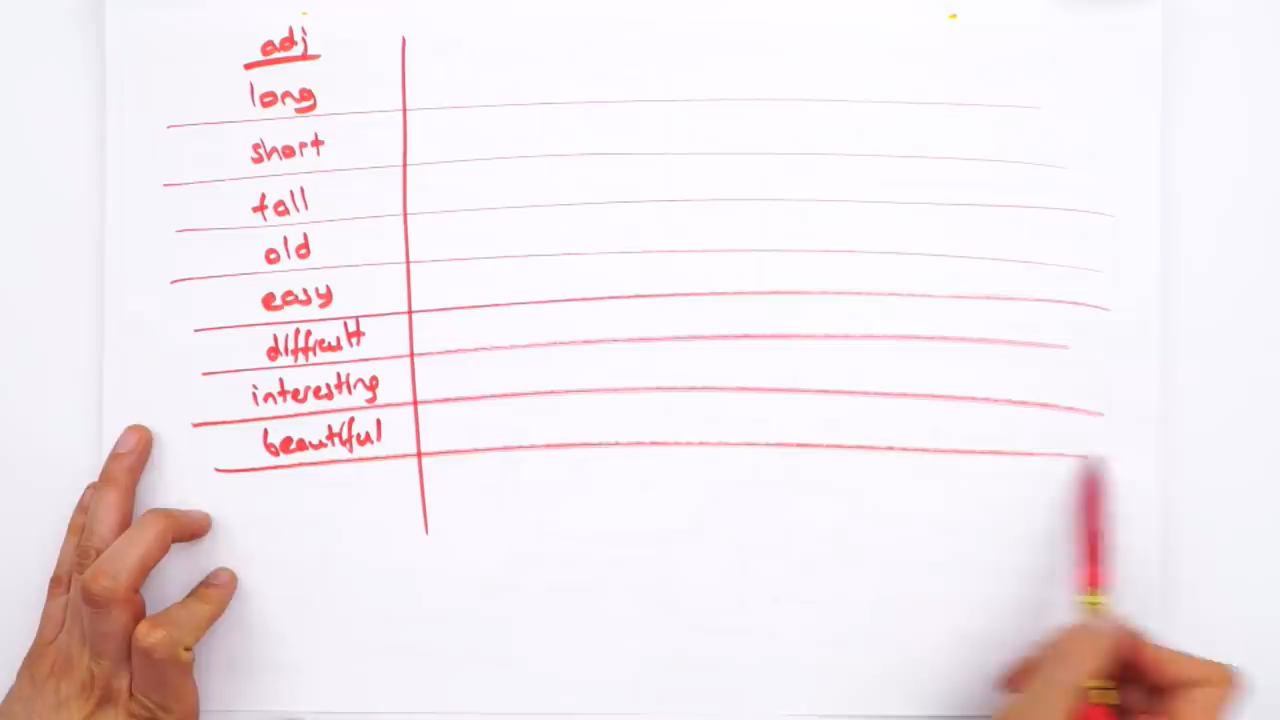 adj
long
short
tall
old
easy
difficult
interesting
beautiful